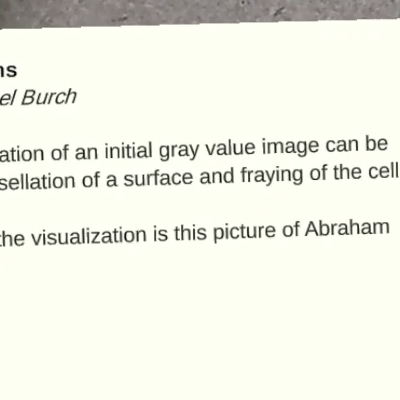 ns
el Burch
ation of an initial gray value image can be
sellation of a surface and fraying of the cell
the visualization is this picture of Abraham